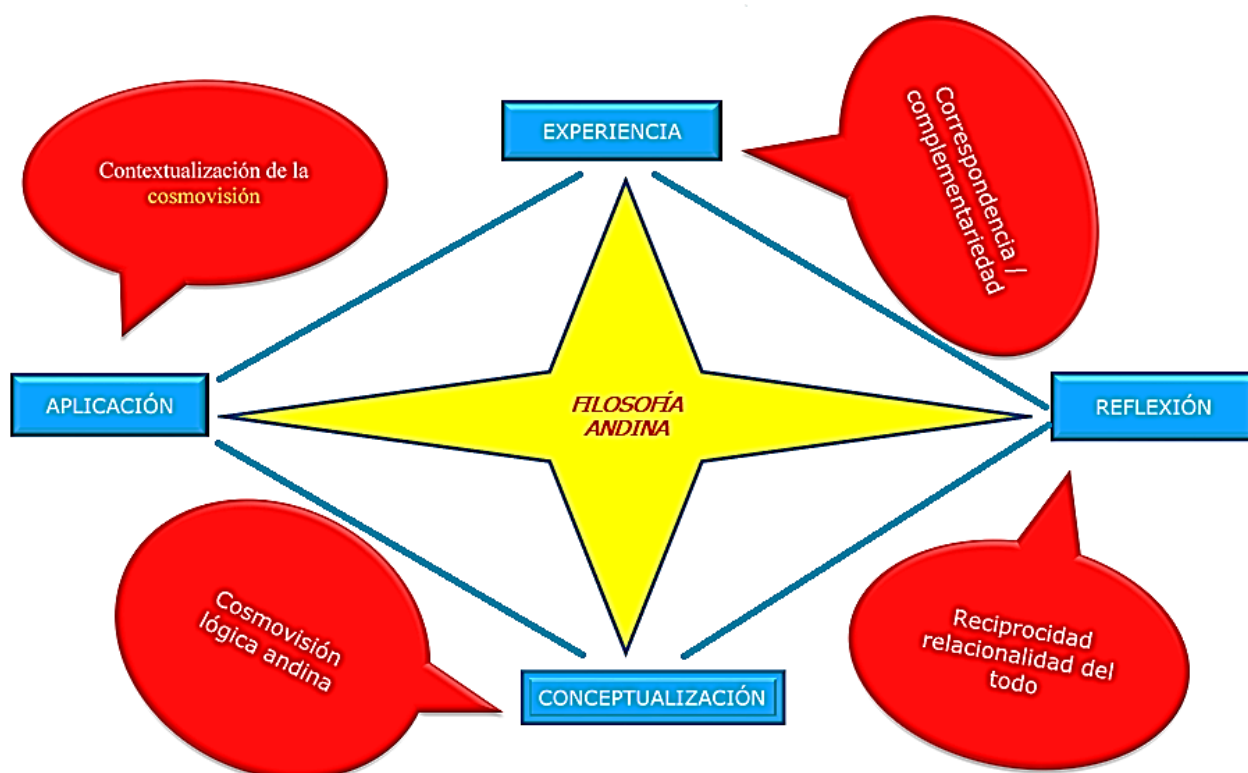 EXPERIENCIA
Correspondencia /
complementariedad
Contextualización de la
cosmovisión
APLICACIÓN
FILOSOFÍA
ANDINA
REFLEXIÓN
Cosmovisión
lógica andina
CONCEPTUALIZACIÓN
Reciprocidad
relacionalidad del
todo